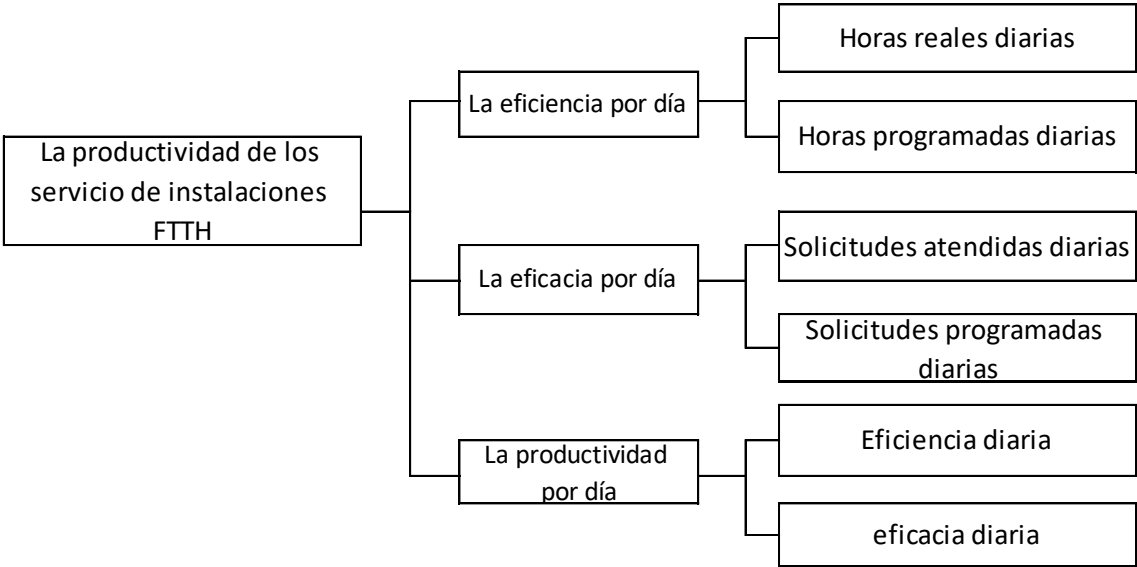 La productividad de los
servicio de instalaciones
FTTH
La eficiencia por día
Horas reales diarias
Horas programadas diarias
La eficacia por día
Solicitudes atendidas diarias
Solicitudes programadas
diarias
La productividad
por día
Eficiencia diaria
eficacia diaria